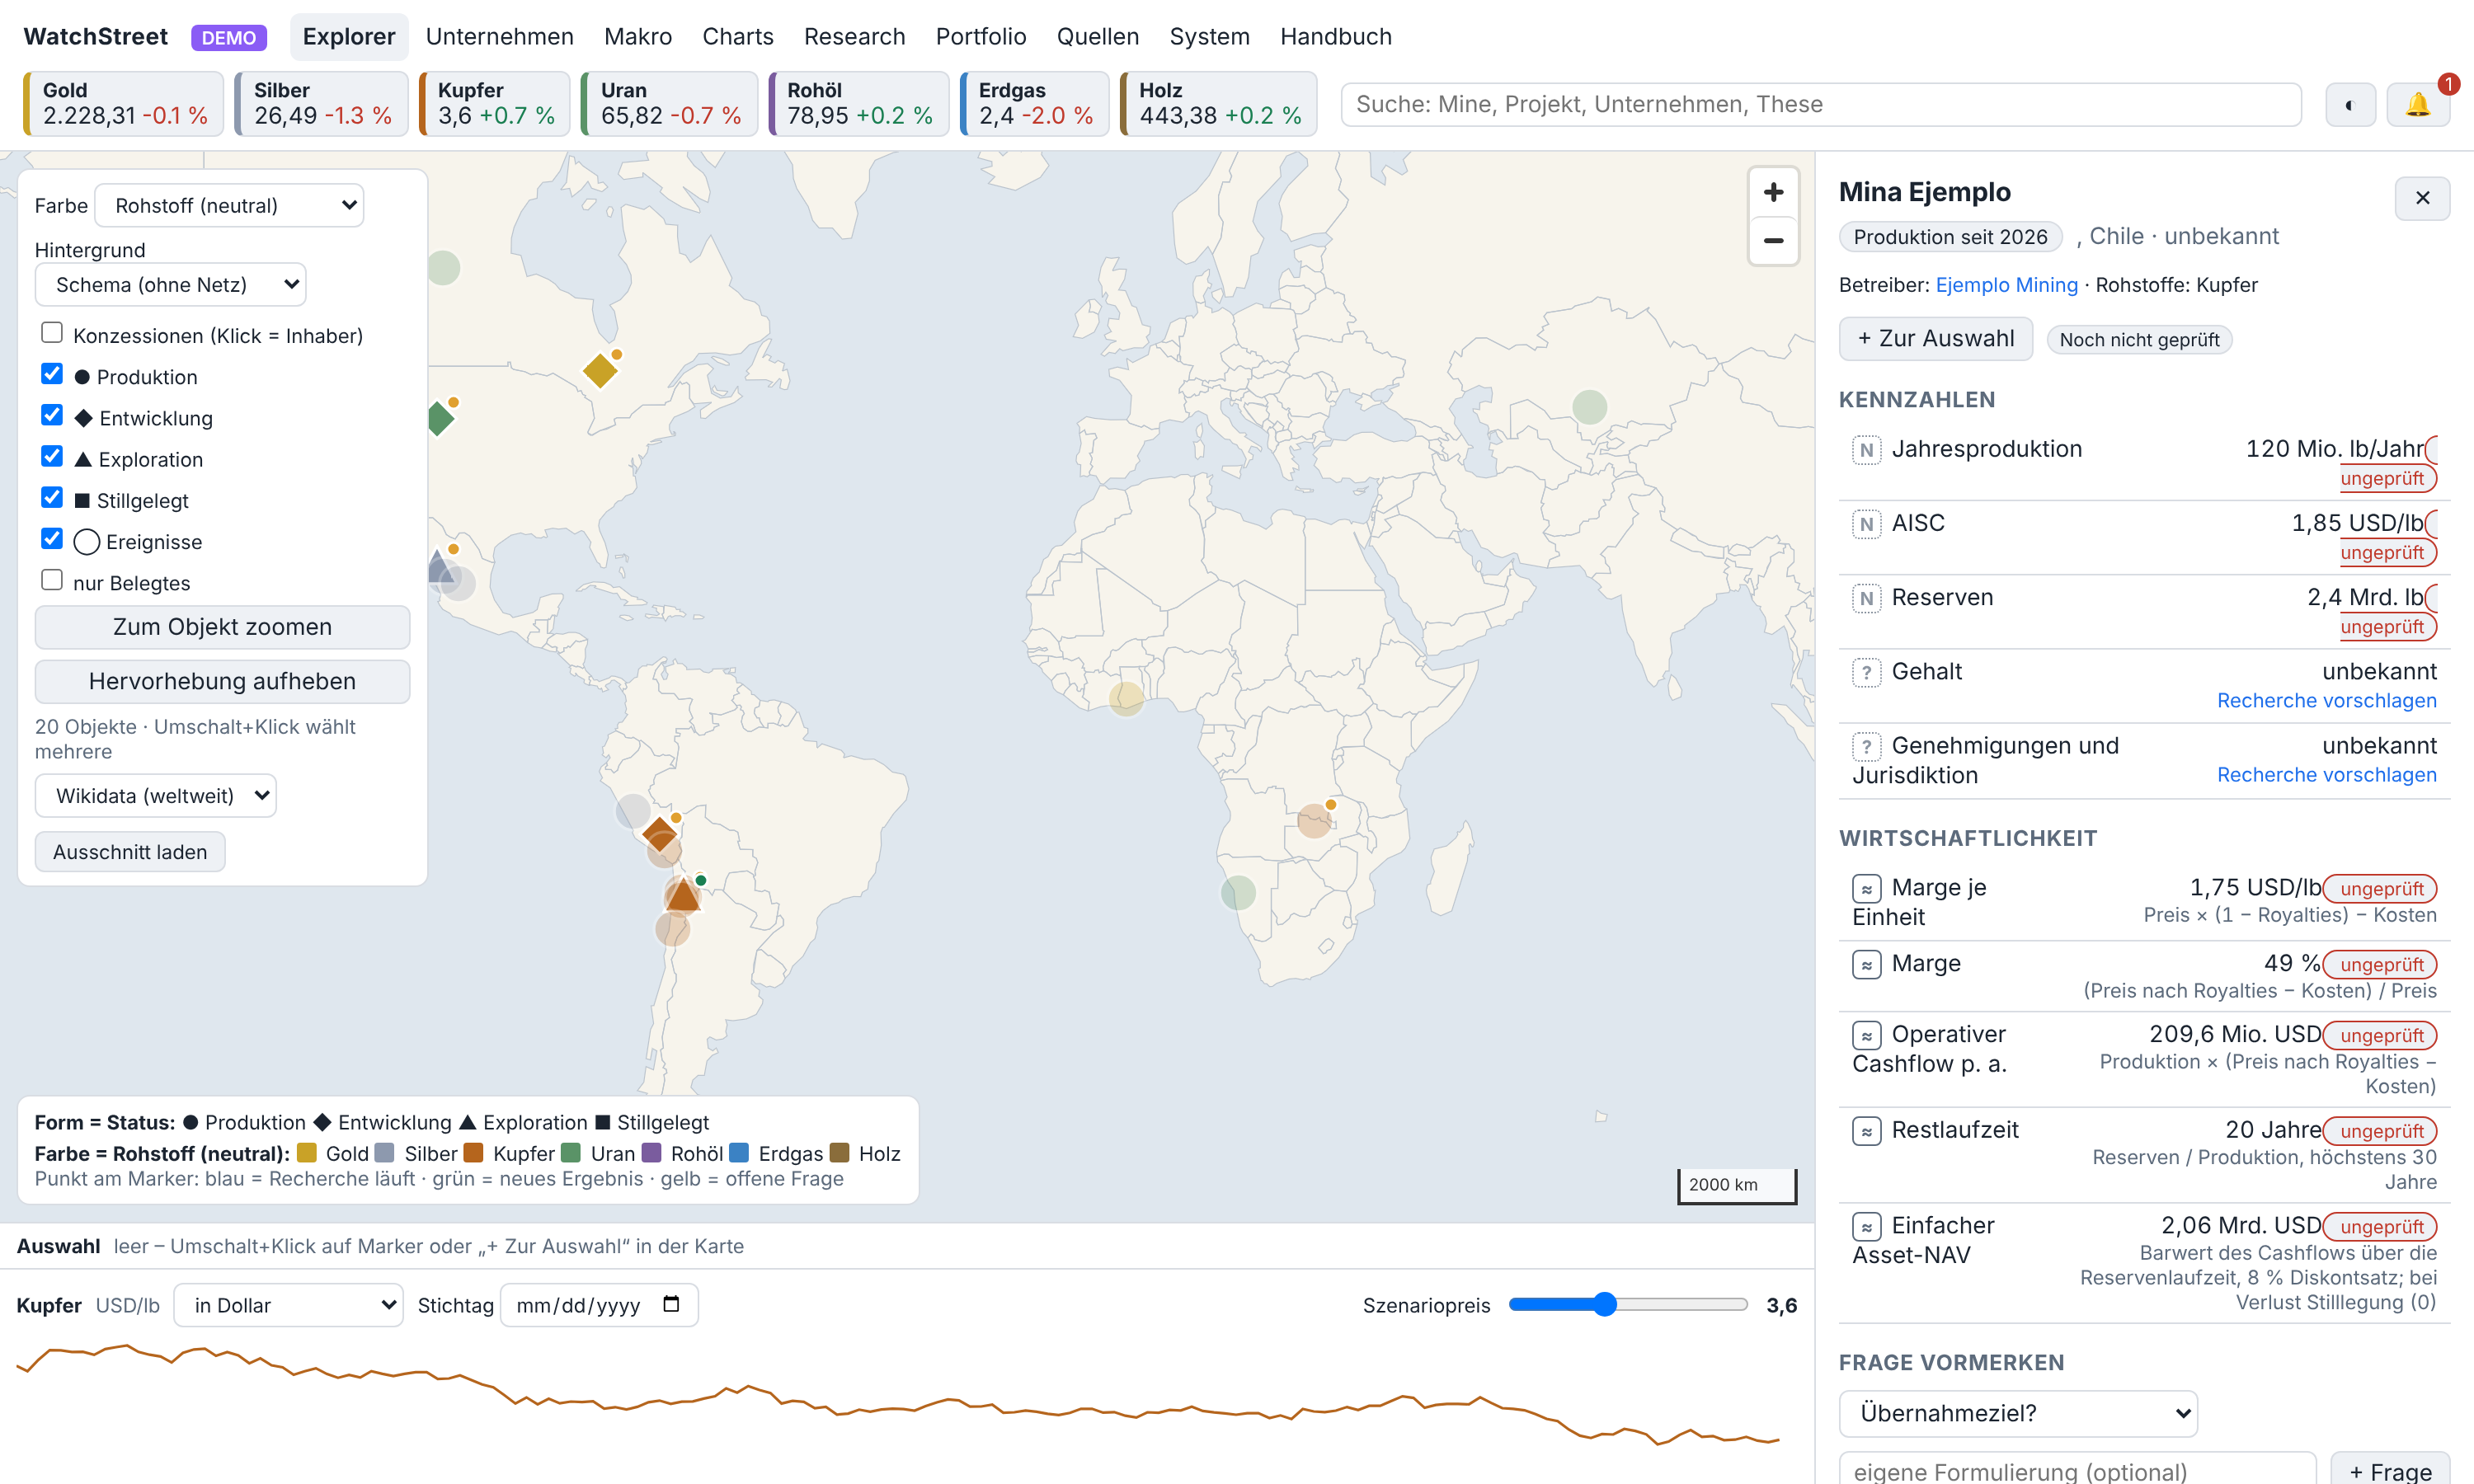 WatchStreet DEMO Explorer Unternehmen Makro Charts Research Portfolio Quellen System Handbuch
Gold
2.228,31 -0.1 %
Silber
26,49 -1.3 %
Kupfer
3,6 +0.7 %
Uran
65,82 -0.7 %
Rohöl
78,95 +0.2 %
Erdgas
2,4 -2.0 %
Holz
443,38 +0.2 %
Suche: Mine, Projekt, Unternehmen, These
1
Farbe Rohstoff (neutral)
Hintergrund
Schema (ohne Netz)
Konzessionen (Klick = Inhaber)
Produktion
Entwicklung
Exploration
Stillgelegt
Ereignisse
nur Belegtes
Zum Objekt zoomen
Hervorhebung aufheben
20 Objekte · Umschalt+Klick wählt
mehrere
Wikidata (weltweit)
Ausschnitt laden
+
−
Form = Status: ● Produktion ◆ Entwicklung ▲ Exploration ■ Stillgelegt
Farbe = Rohstoff (neutral): Gold Silber Kupfer Uran Rohöl Erdgas Holz
Punkt am Marker: blau = Recherche läuft · grün = neues Ergebnis · gelb = offene Frage
2000 km
Auswahl leer – Umschalt+Klick auf Marker oder „+ Zur Auswahl“ in der Karte
Kupfer USD/lb in Dollar Stichtag mm/dd/yyyy Szenariopreis 3,6
Mina Ejemplo
×
Produktion seit 2026 , Chile · unbekannt
Betreiber: Ejemplo Mining · Rohstoffe: Kupfer
+ Zur Auswahl Noch nicht geprüft
KENNZAHLEN
N Jahresproduktion 120 Mio. lb/Jahr
ungeprüft
N AISC 1,85 USD/lb
ungeprüft
N Reserven 2,4 Mrd. lb
ungeprüft
? Gehalt unbekannt
Recherche vorschlagen
? Genehmigungen und unbekannt
Jurisdiktion Recherche vorschlagen
WIRTSCHAFTLICHKEIT
≈ Marge je 1,75 USD/lb ungeprüft
Einheit Preis × (1 − Royalties) − Kosten
≈ Marge 49 % ungeprüft
(Preis nach Royalties − Kosten) / Preis
≈ Operativer 209,6 Mio. USD ungeprüft
Cashflow p. a. Produktion × (Preis nach Royalties −
Kosten)
≈ Restlaufzeit 20 Jahre ungeprüft
Reserven / Produktion, höchstens 30
Jahre
≈ Einfacher 2,06 Mrd. USD ungeprüft
Asset-NAV Barwert des Cashflows über die
Reservenlaufzeit, 8 % Diskontsatz; bei
Verlust Stilllegung (0)
FRAGE VORMERKEN
Übernahmeziel?
eigene Formulierung (optional) + Frage